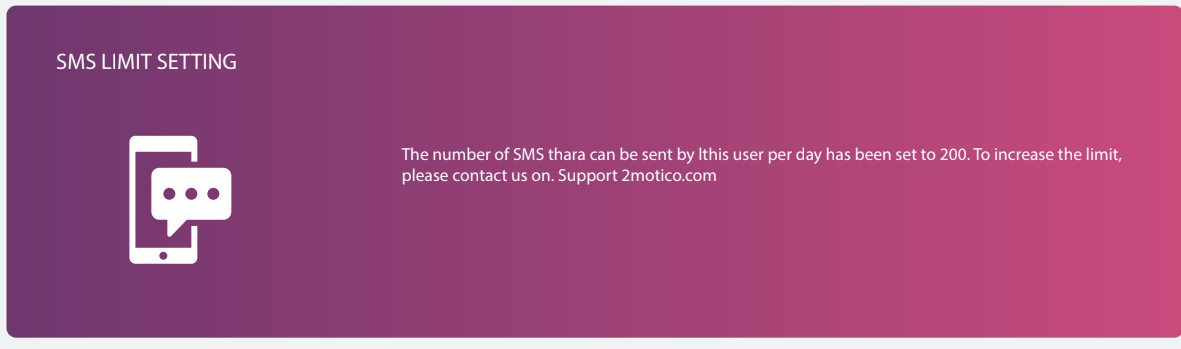 SMS LIMIT SETTING
The number of SMS thara can be sent by lthis user per day has been set to 200. To increase the limit,
please contact us on. Support 2motico.com